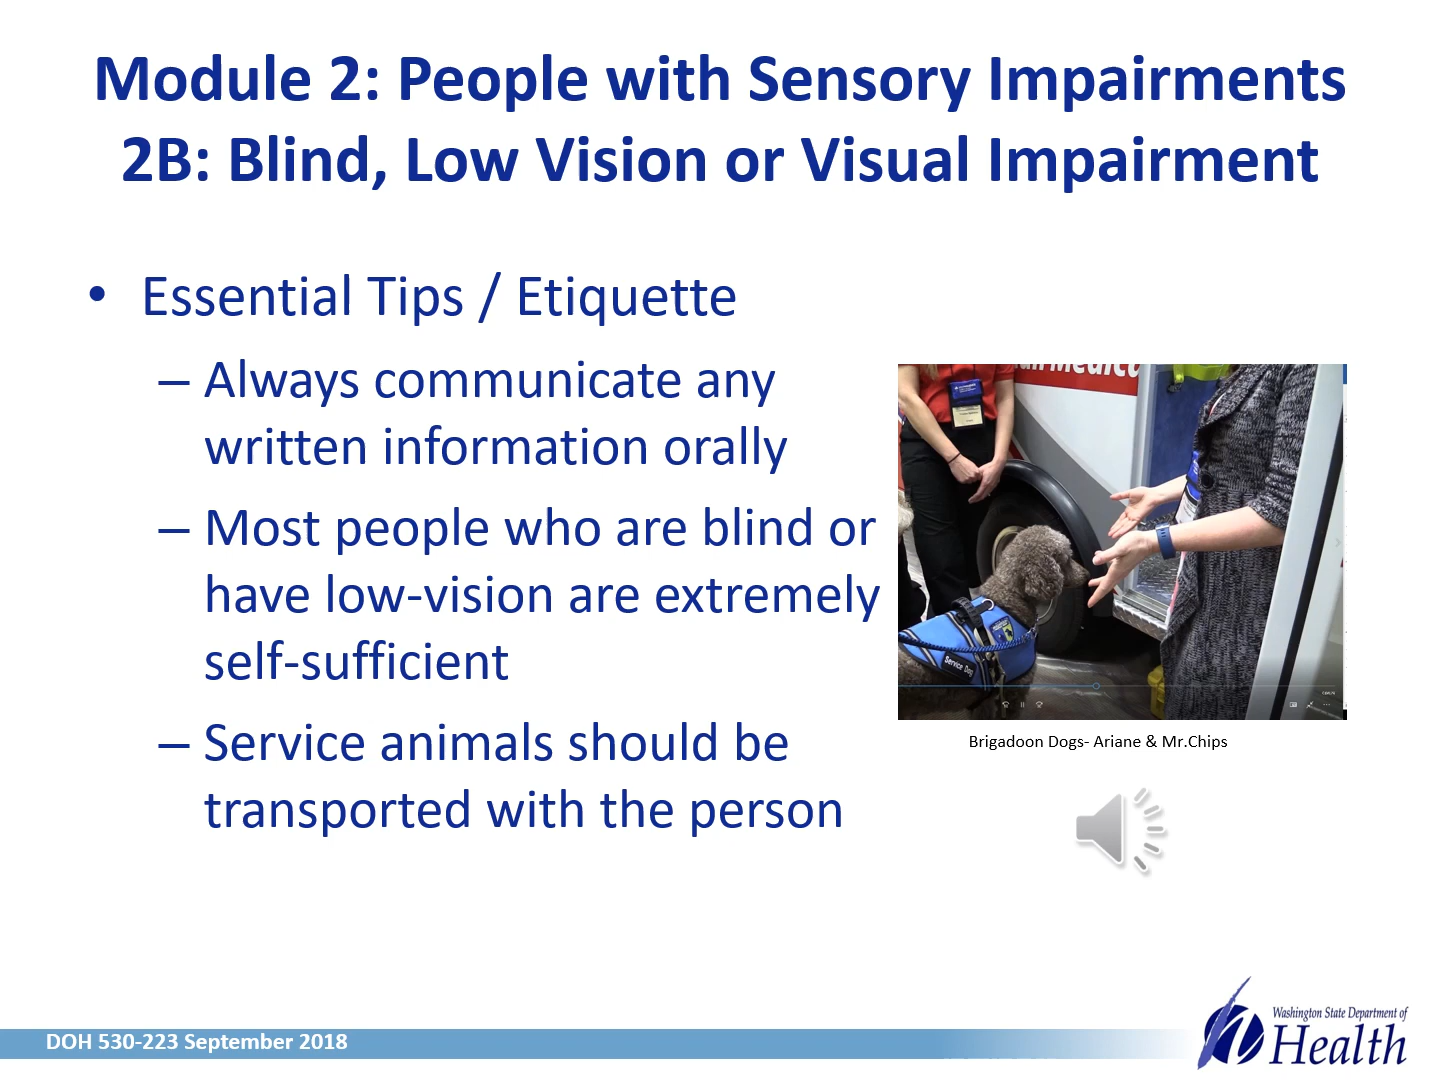 Module 2: People with Sensory Impairments
2B: Blind, Low Vision or Visual Impairment
• Essential Tips / Etiquette
– Always communicate any
written information orally
– Most people who are blind or
have low-vision are extremely
self-sufficient
– Service animals should be
transported with the person
Service Dog
Brigadoon Dogs- Ariane & Mr.Chips
DOH 530-223 September 2018
Washington State Department of
Health